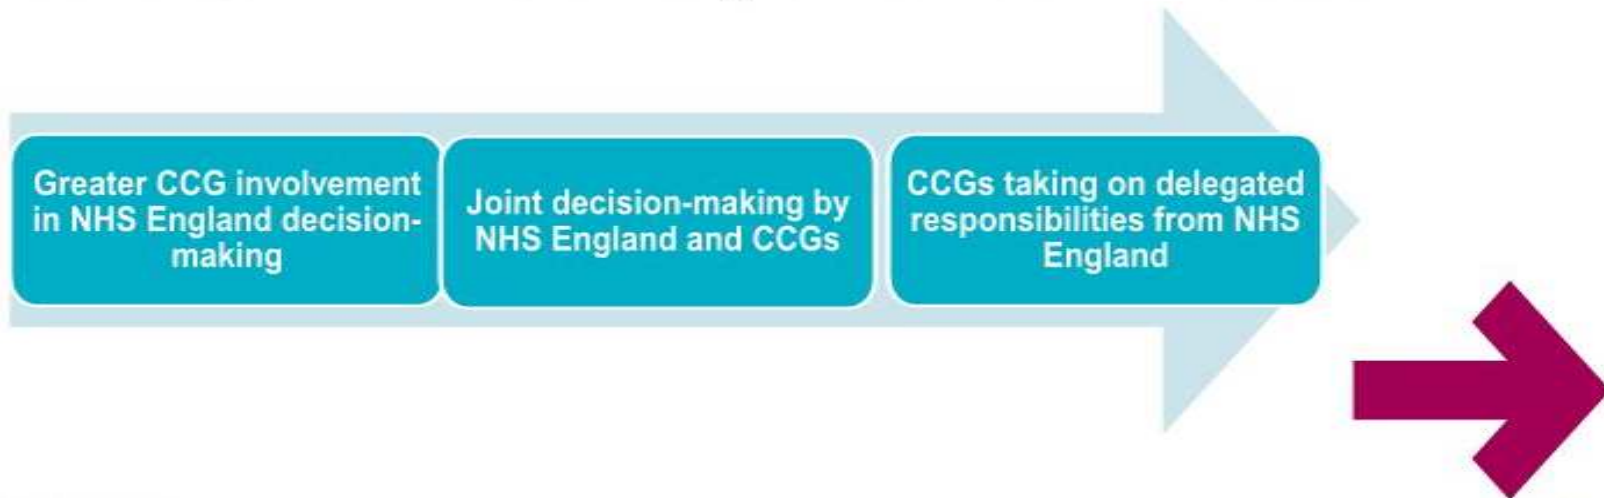 Greater CCG involvement
in NHS England decision-
making
Joint decision-making by
NHS England and CCGs
CCGs taking on delegated
responsibilities from NHS
England